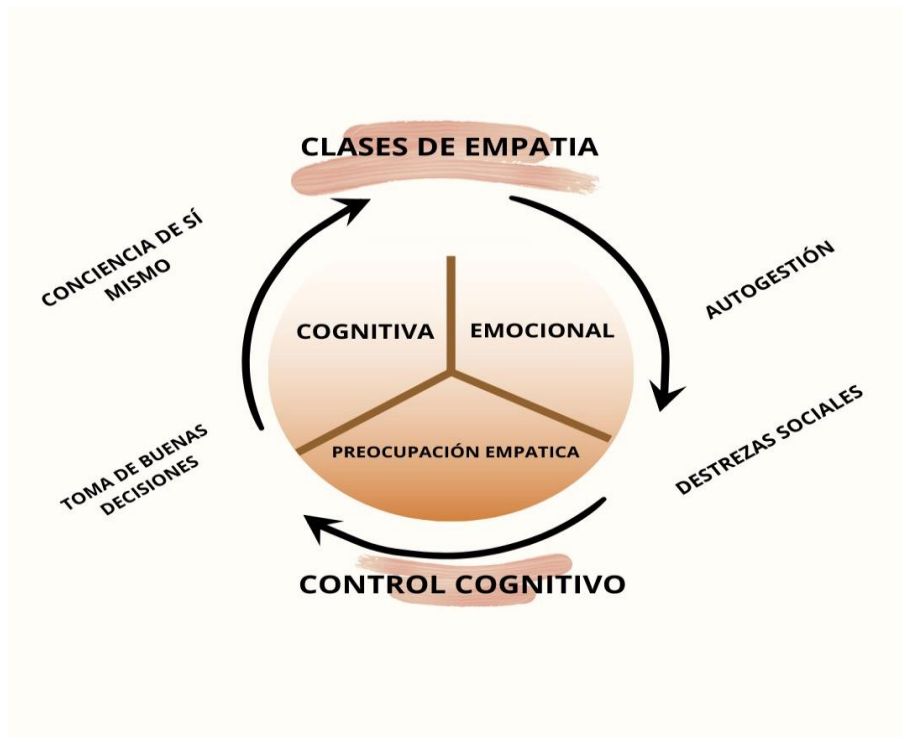 CLASES DE EMPATIA
CONCIENCIA DE SÍ
MISMO
AUTOGESTIÓN
COGNITIVA
EMOCIONAL
PREOCUPACIÓN EMPATICA
TOMA DE BUENAS
DECISIONES
DESTREZAS SOCIALES
CONTROL COGNITIVO